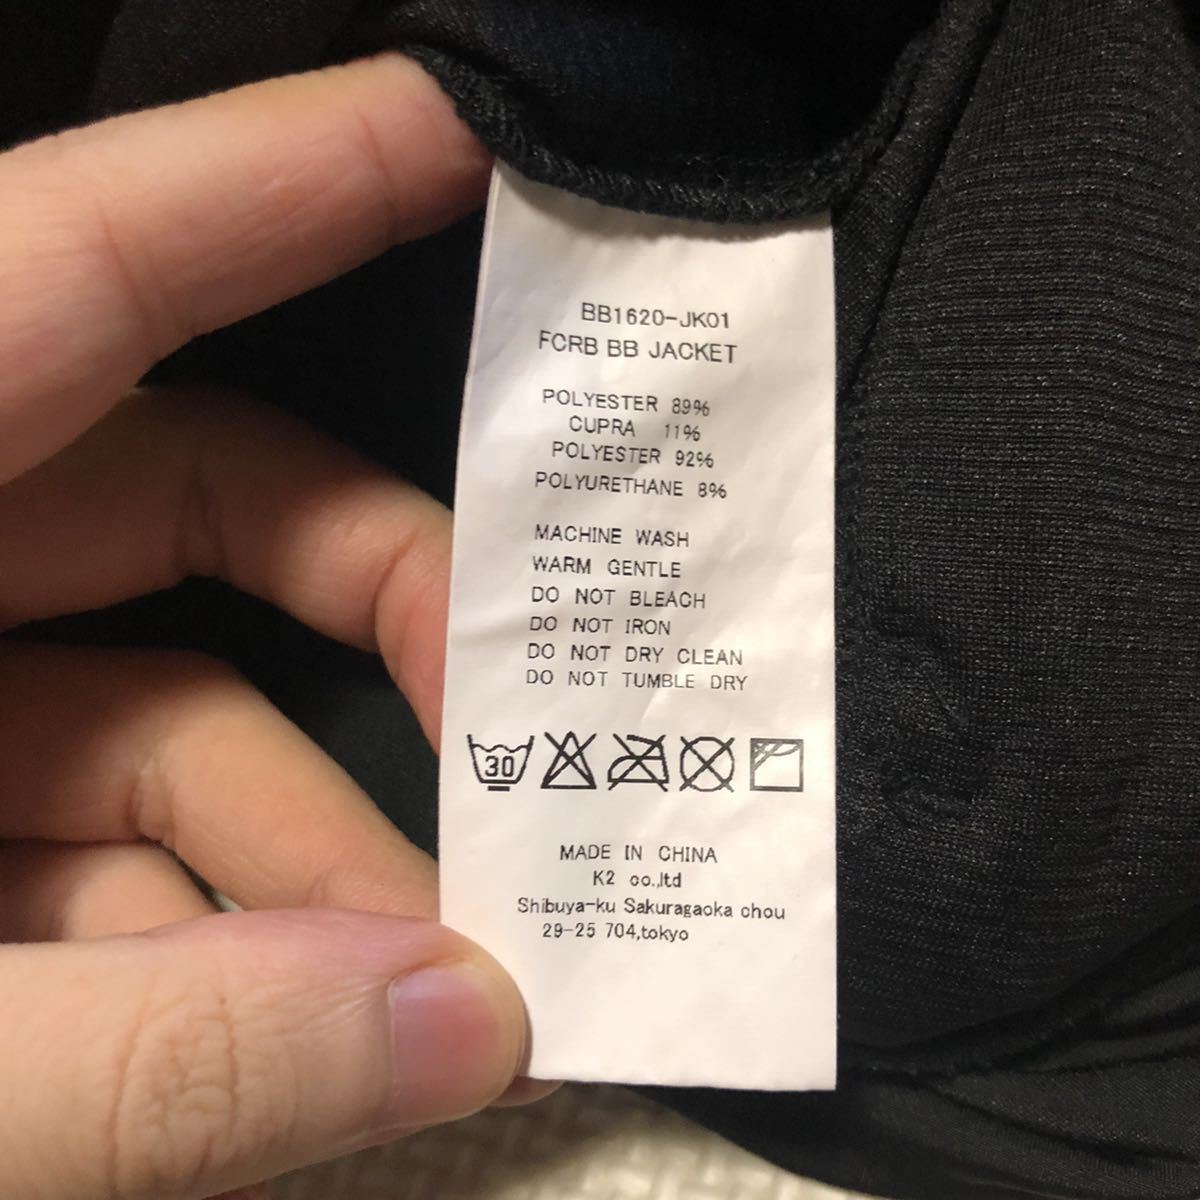 BB1620-JK01
FCRB BB JACKET
POLYESTER 89%
CUPRA 11%
POLYESTER 92%
POLYURETHANE 8%
MACHINE WASH
WARM GENTLE
DO NOT BLEACH
DO NOT IRON
DO NOT DRY CLEAN
DO NOT TUMBLE DRY
30
MADE IN CHINA
K2 co.,ltd
Shibuya-ku Sakuragaoka chou
29-25 704,tokyo